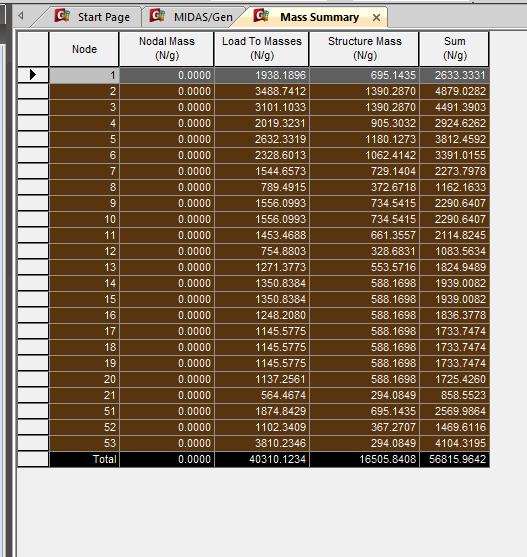 Start Page MIDAS/Gen Mass Summary
Node Nodal Mass (N/g) Load To Masses (N/g) Structure Mass (N/g) Sum (N/g)
1 0.0000 1938.1896 695.1435 2633.3331
2 0.0000 3488.7412 1390.2870 4879.0282
3 0.0000 3101.1033 1390.2870 4491.3903
4 0.0000 2019.3231 905.3032 2924.6262
5 0.0000 2632.3319 1180.1273 3812.4592
6 0.0000 2328.6013 1062.4142 3391.0155
7 0.0000 1544.6573 729.1404 2273.7978
8 0.0000 789.4915 372.6718 1162.1633
9 0.0000 1556.0993 734.5415 2290.6407
10 0.0000 1556.0993 734.5415 2290.6407
11 0.0000 1453.4688 661.3557 2114.8245
12 0.0000 754.8803 328.6831 1083.5634
13 0.0000 1271.3773 553.5716 1824.9489
14 0.0000 1350.8384 588.1698 1939.0082
15 0.0000 1350.8384 588.1698 1939.0082
16 0.0000 1248.2080 588.1698 1836.3778
17 0.0000 1145.5775 588.1698 1733.7474
18 0.0000 1145.5775 588.1698 1733.7474
19 0.0000 1145.5775 588.1698 1733.7474
20 0.0000 1137.2561 588.1698 1725.4260
21 0.0000 564.4674 294.0849 858.5523
51 0.0000 1874.8429 695.1435 2569.9864
52 0.0000 1102.3409 367.2707 1469.6116
53 0.0000 3810.2346 294.0849 4104.3195
Total 0.0000 40310.1234 16505.8408 56815.9642